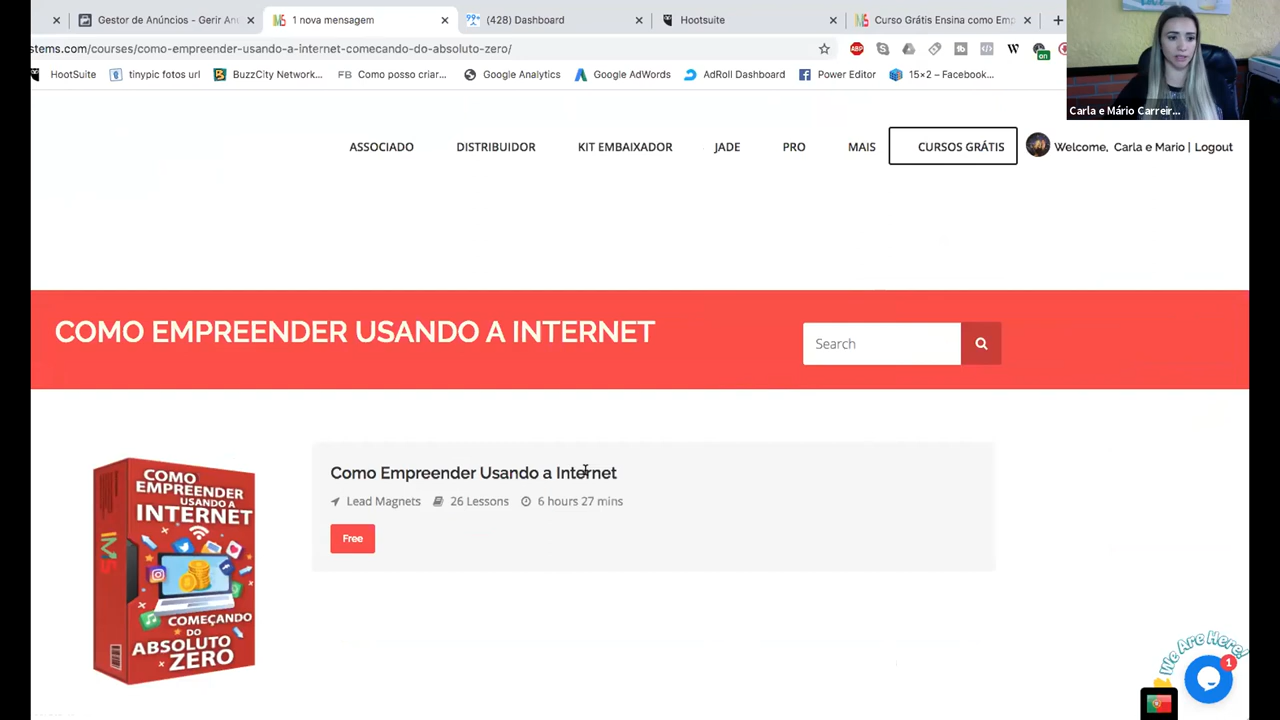 Gestor de Anúncios - Gerir An
1 nova mensagem
(428) Dashboard
Hootsuite
Curso Grátis Ensina como Emp
stems.com/courses/como-empreender-usando-a-internet-comecando-do-absoluto-zero/
ABP
W
on
HootSuite
tinypic fotos url
BuzzCity Network...
FB Como posso criar...
Google Analytics
Google AdWords
AdRoll Dashboard
Power Editor
15×2 – Facebook...
Carla e Mário Carreir...
ASSOCIADO
DISTRIBUIDOR
KIT EMBAIXADOR
JADE
PRO
MAIS
CURSOS GRÁTIS
Welcome, Carla e Mario | Logout
COMO EMPREENDER USANDO A INTERNET
Search
Como Empreender Usando a Internet
Lead Magnets 26 Lessons 6 hours 27 mins
Free
COMO
EMPREENDER
USANDO A
INTERNET
IMS
COMEÇANDO
DO
ABSOLUTO
ZERO
We Are Here!
1